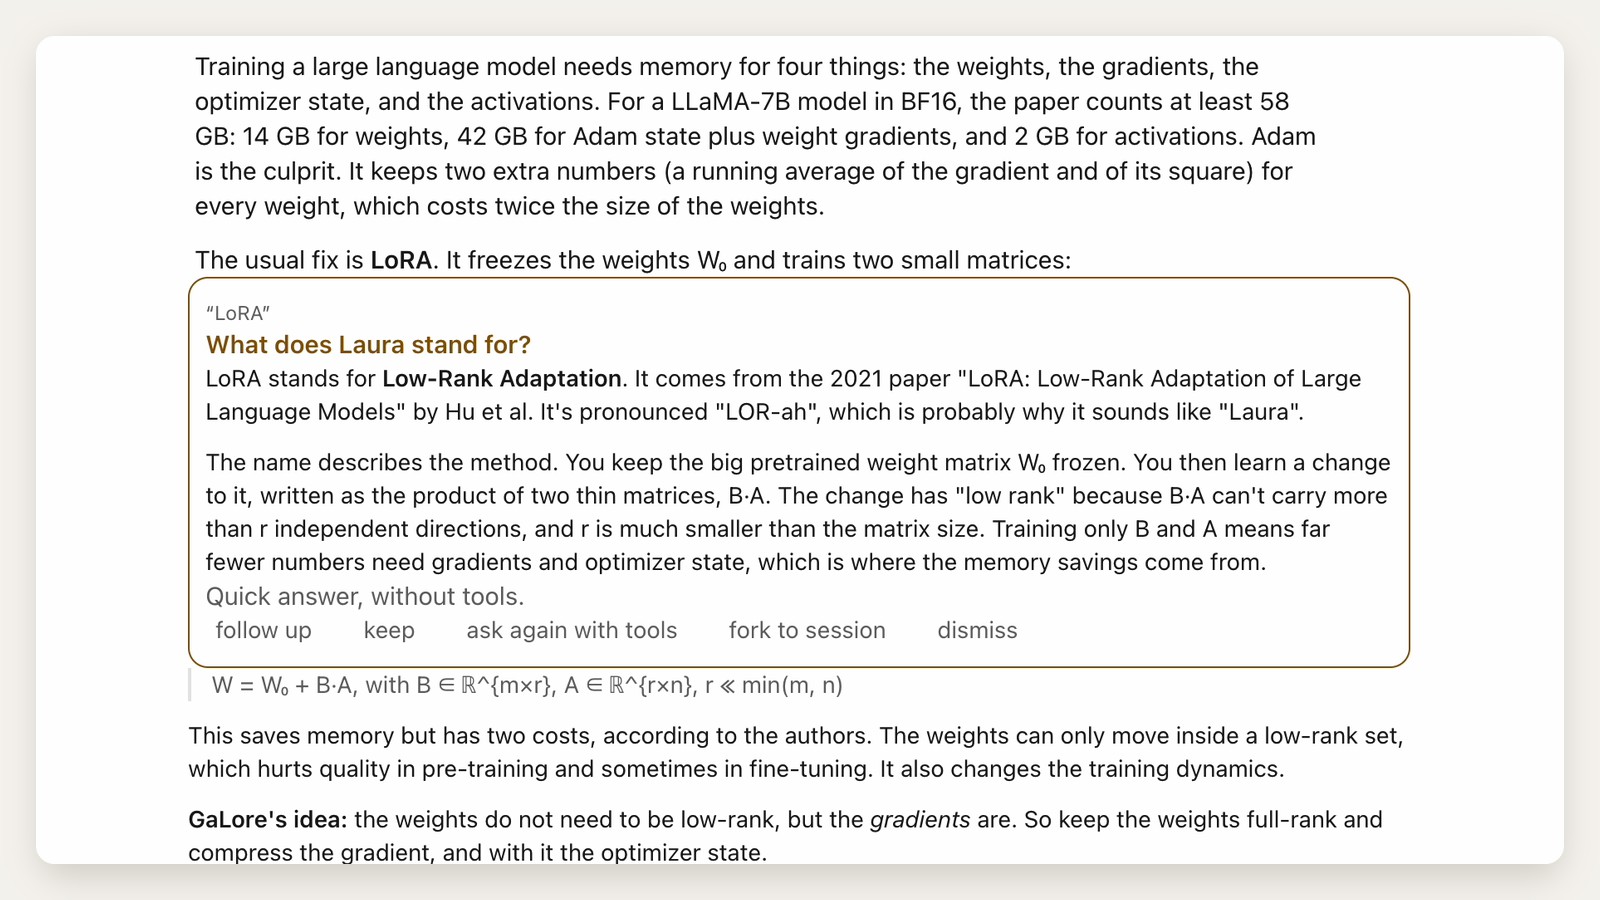 Training a large language model needs memory for four things: the weights, the gradients, the
optimizer state, and the activations. For a LLaMA-7B model in BF16, the paper counts at least 58
GB: 14 GB for weights, 42 GB for Adam state plus weight gradients, and 2 GB for activations. Adam
is the culprit. It keeps two extra numbers (a running average of the gradient and of its square) for
every weight, which costs twice the size of the weights.
The usual fix is LoRA. It freezes the weights W₀ and trains two small matrices:
“LoRA”
What does Laura stand for?
LoRA stands for Low-Rank Adaptation. It comes from the 2021 paper "LoRA: Low-Rank Adaptation of Large
Language Models" by Hu et al. It's pronounced "LOR-ah", which is probably why it sounds like "Laura".
The name describes the method. You keep the big pretrained weight matrix W₀ frozen. You then learn a change
to it, written as the product of two thin matrices, B·A. The change has "low rank" because B·A can't carry more
than r independent directions, and r is much smaller than the matrix size. Training only B and A means far
fewer numbers need gradients and optimizer state, which is where the memory savings come from.
Quick answer, without tools.
follow up keep ask again with tools fork to session dismiss
W = W₀ + B·A, with B ∈ ℝ^{m×r}, A ∈ ℝ^{r×n}, r ≪ min(m, n)
This saves memory but has two costs, according to the authors. The weights can only move inside a low-rank set,
which hurts quality in pre-training and sometimes in fine-tuning. It also changes the training dynamics.
GaLore's idea: the weights do not need to be low-rank, but the gradients are. So keep the weights full-rank and
compress the gradient, and with it the optimizer state.